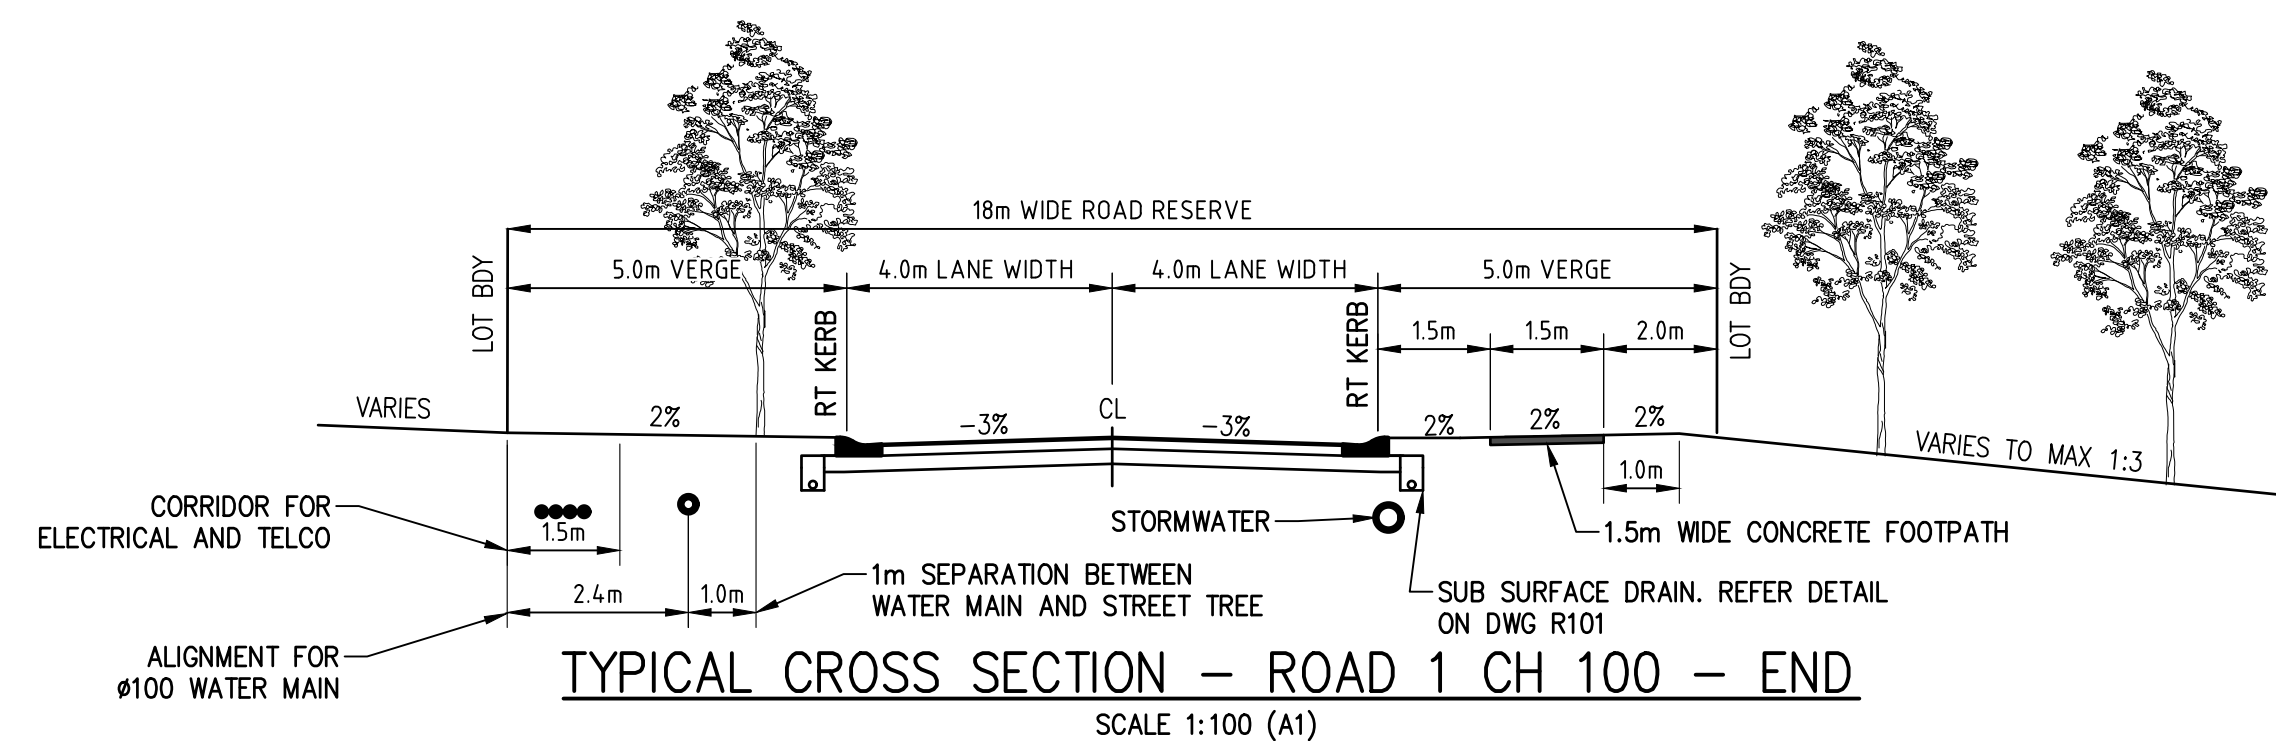 18m WIDE ROAD RESERVE
5.0m VERGE
4.0m LANE WIDTH
4.0m LANE WIDTH
5.0m VERGE
LOT BDY
RT KERB
RT KERB
LOT BDY
1.5m
1.5m
2.0m
VARIES
2%
-3%
CL
-3%
2%
2%
2%
VARIES TO MAX 1:3
1.0m
CORRIDOR FOR
ELECTRICAL AND TELCO
1.5m
STORMWATER
1.5m WIDE CONCRETE FOOTPATH
2.4m
1.0m
1m SEPARATION BETWEEN
WATER MAIN AND STREET TREE
SUB SURFACE DRAIN. REFER DETAIL
ON DWG R101
ALIGNMENT FOR
ø100 WATER MAIN
TYPICAL CROSS SECTION - ROAD 1 CH 100 - END
SCALE 1:100 (A1)